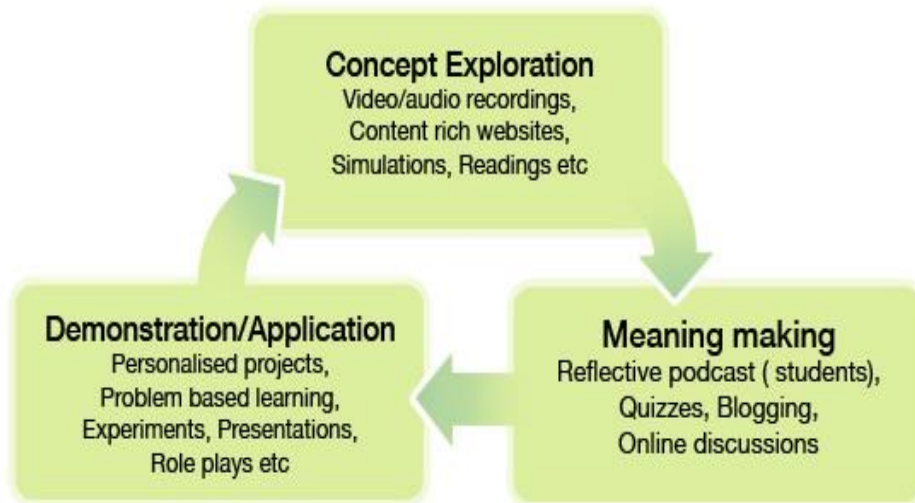 Concept Exploration
Video/audio recordings,
Content rich websites,
Simulations, Readings etc
Meaning making
Reflective podcast ( students),
Quizzes, Blogging,
Online discussions
Demonstration/Application
Personalised projects,
Problem based learning,
Experiments, Presentations,
Role plays etc